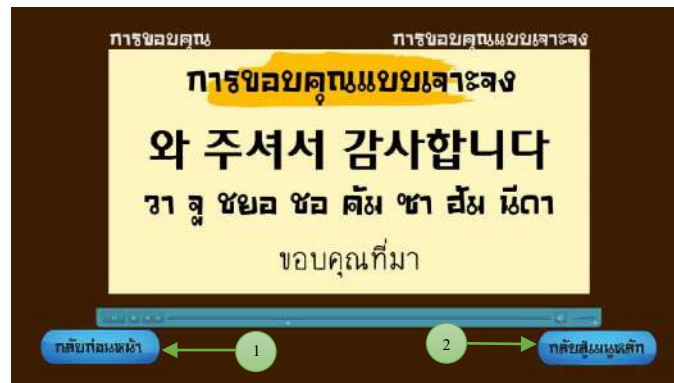 การขอบคุณ
การขอบคุณแบบเจาะจง
การขอบคุณแบบเจาะจง
와 주셔서 감사합니다
วา จู ชยอ ชอ คัม ซา ฮัม นีดา
ขอบคุณที่มา
กลับก่อนหน้า
1
2
กลับสู่เมนูหลัก